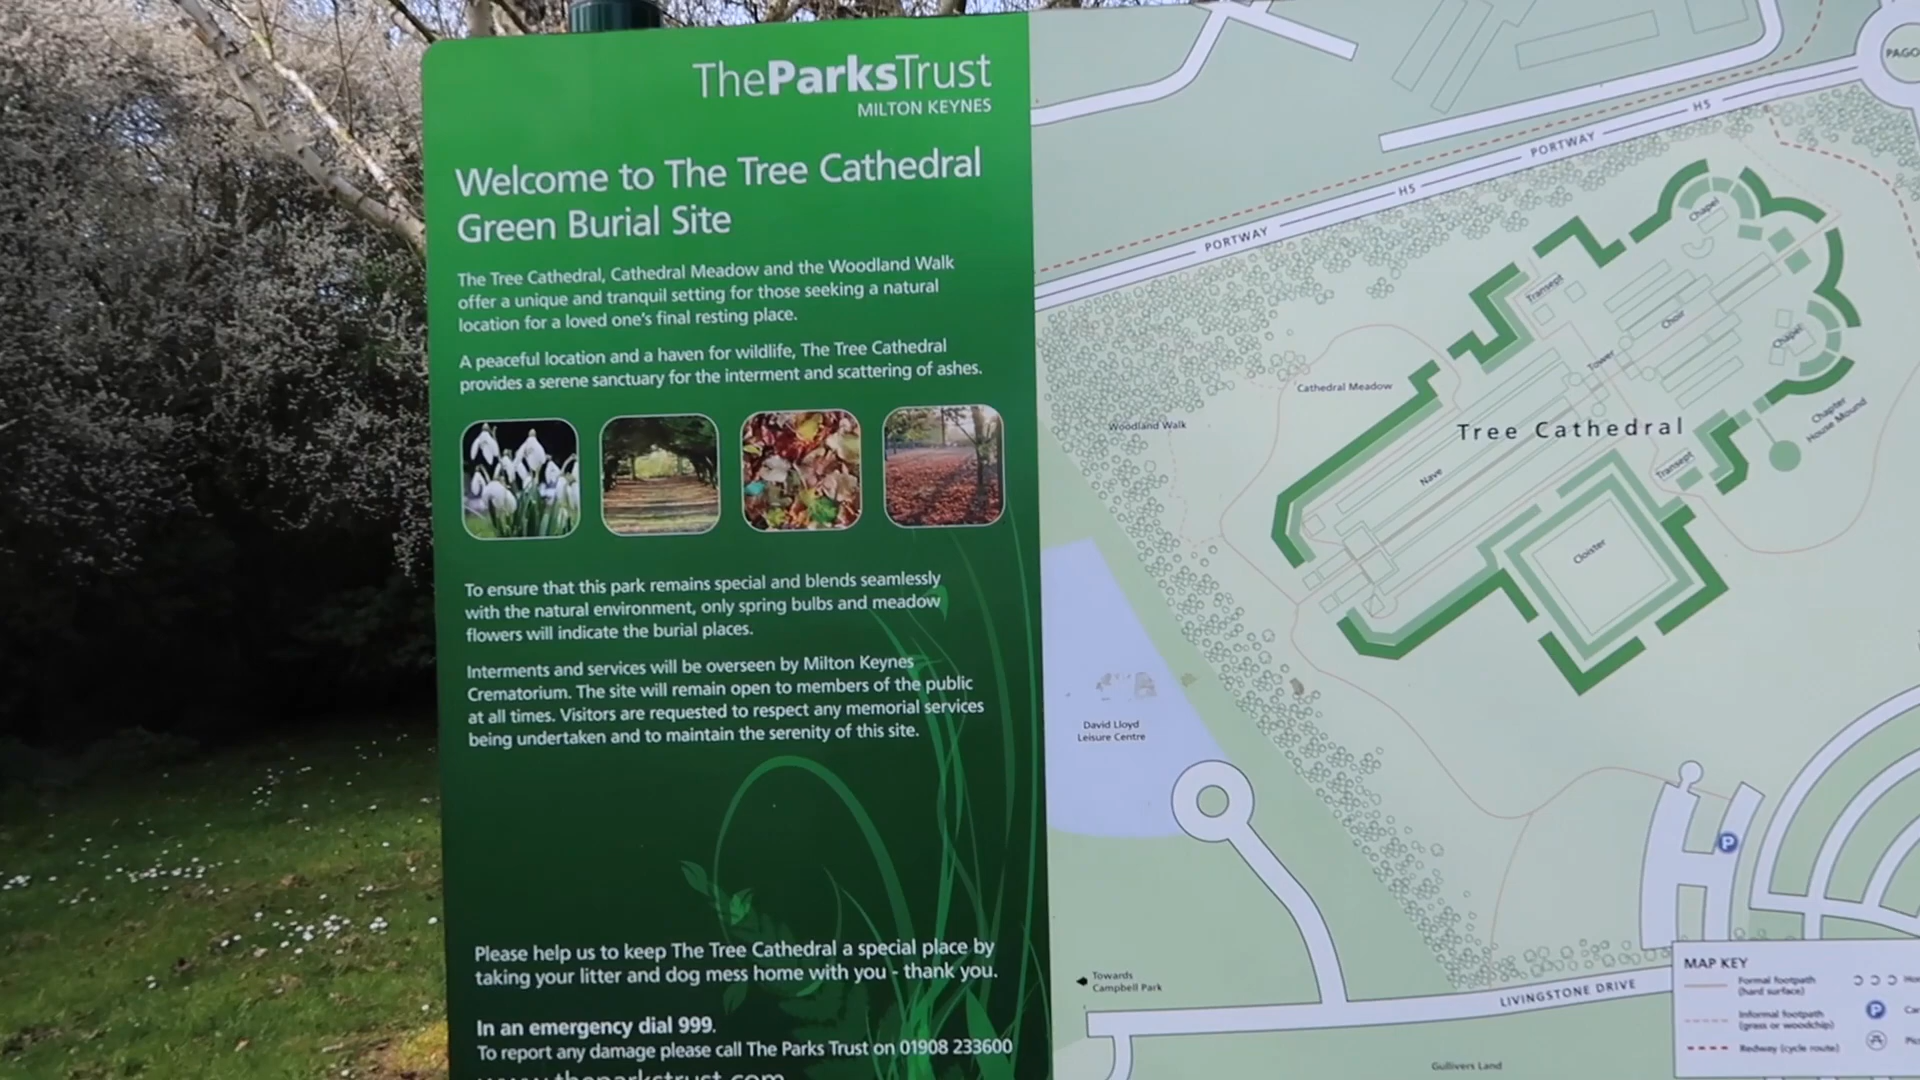 TheParksTrust
MILTON KEYNES
Welcome to The Tree Cathedral
Green Burial Site
The Tree Cathedral, Cathedral Meadow and the Woodland Walk
offer a unique and tranquil setting for those seeking a natural
location for a loved one's final resting place.
A peaceful location and a haven for wildlife, The Tree Cathedral
provides a serene sanctuary for the interment and scattering of ashes.
To ensure that this park remains special and blends seamlessly
with the natural environment, only spring bulbs and meadow
flowers will indicate the burial places.
Interments and services will be overseen by Milton Keynes
Crematorium. The site will remain open to members of the public
at all times. Visitors are requested to respect any memorial services
being undertaken and to maintain the serenity of this site.
Please help us to keep The Tree Cathedral a special place by
taking your litter and dog mess home with you - thank you.
In an emergency dial 999.
To report any damage please call The Parks Trust on 01908 233600
www.theparkstrust.com
PAGO
H5
PORTWAY
H5
PORTWAY
Chapel
Transept
Choir
Chapel
Tower
Cathedral Meadow
Chapter
House Mound
Woodland Walk
Tree Cathedral
Transept
Nave
Cloister
David Lloyd
Leisure Centre
P
Towards
Campbell Park
LIVINGSTONE DRIVE
Gullivers Land
MAP KEY
Formal footpath
(hard surface)
Informal footpath
(grass or woodchip)
Redway (cycle route)
Hor
P
Car
Pic